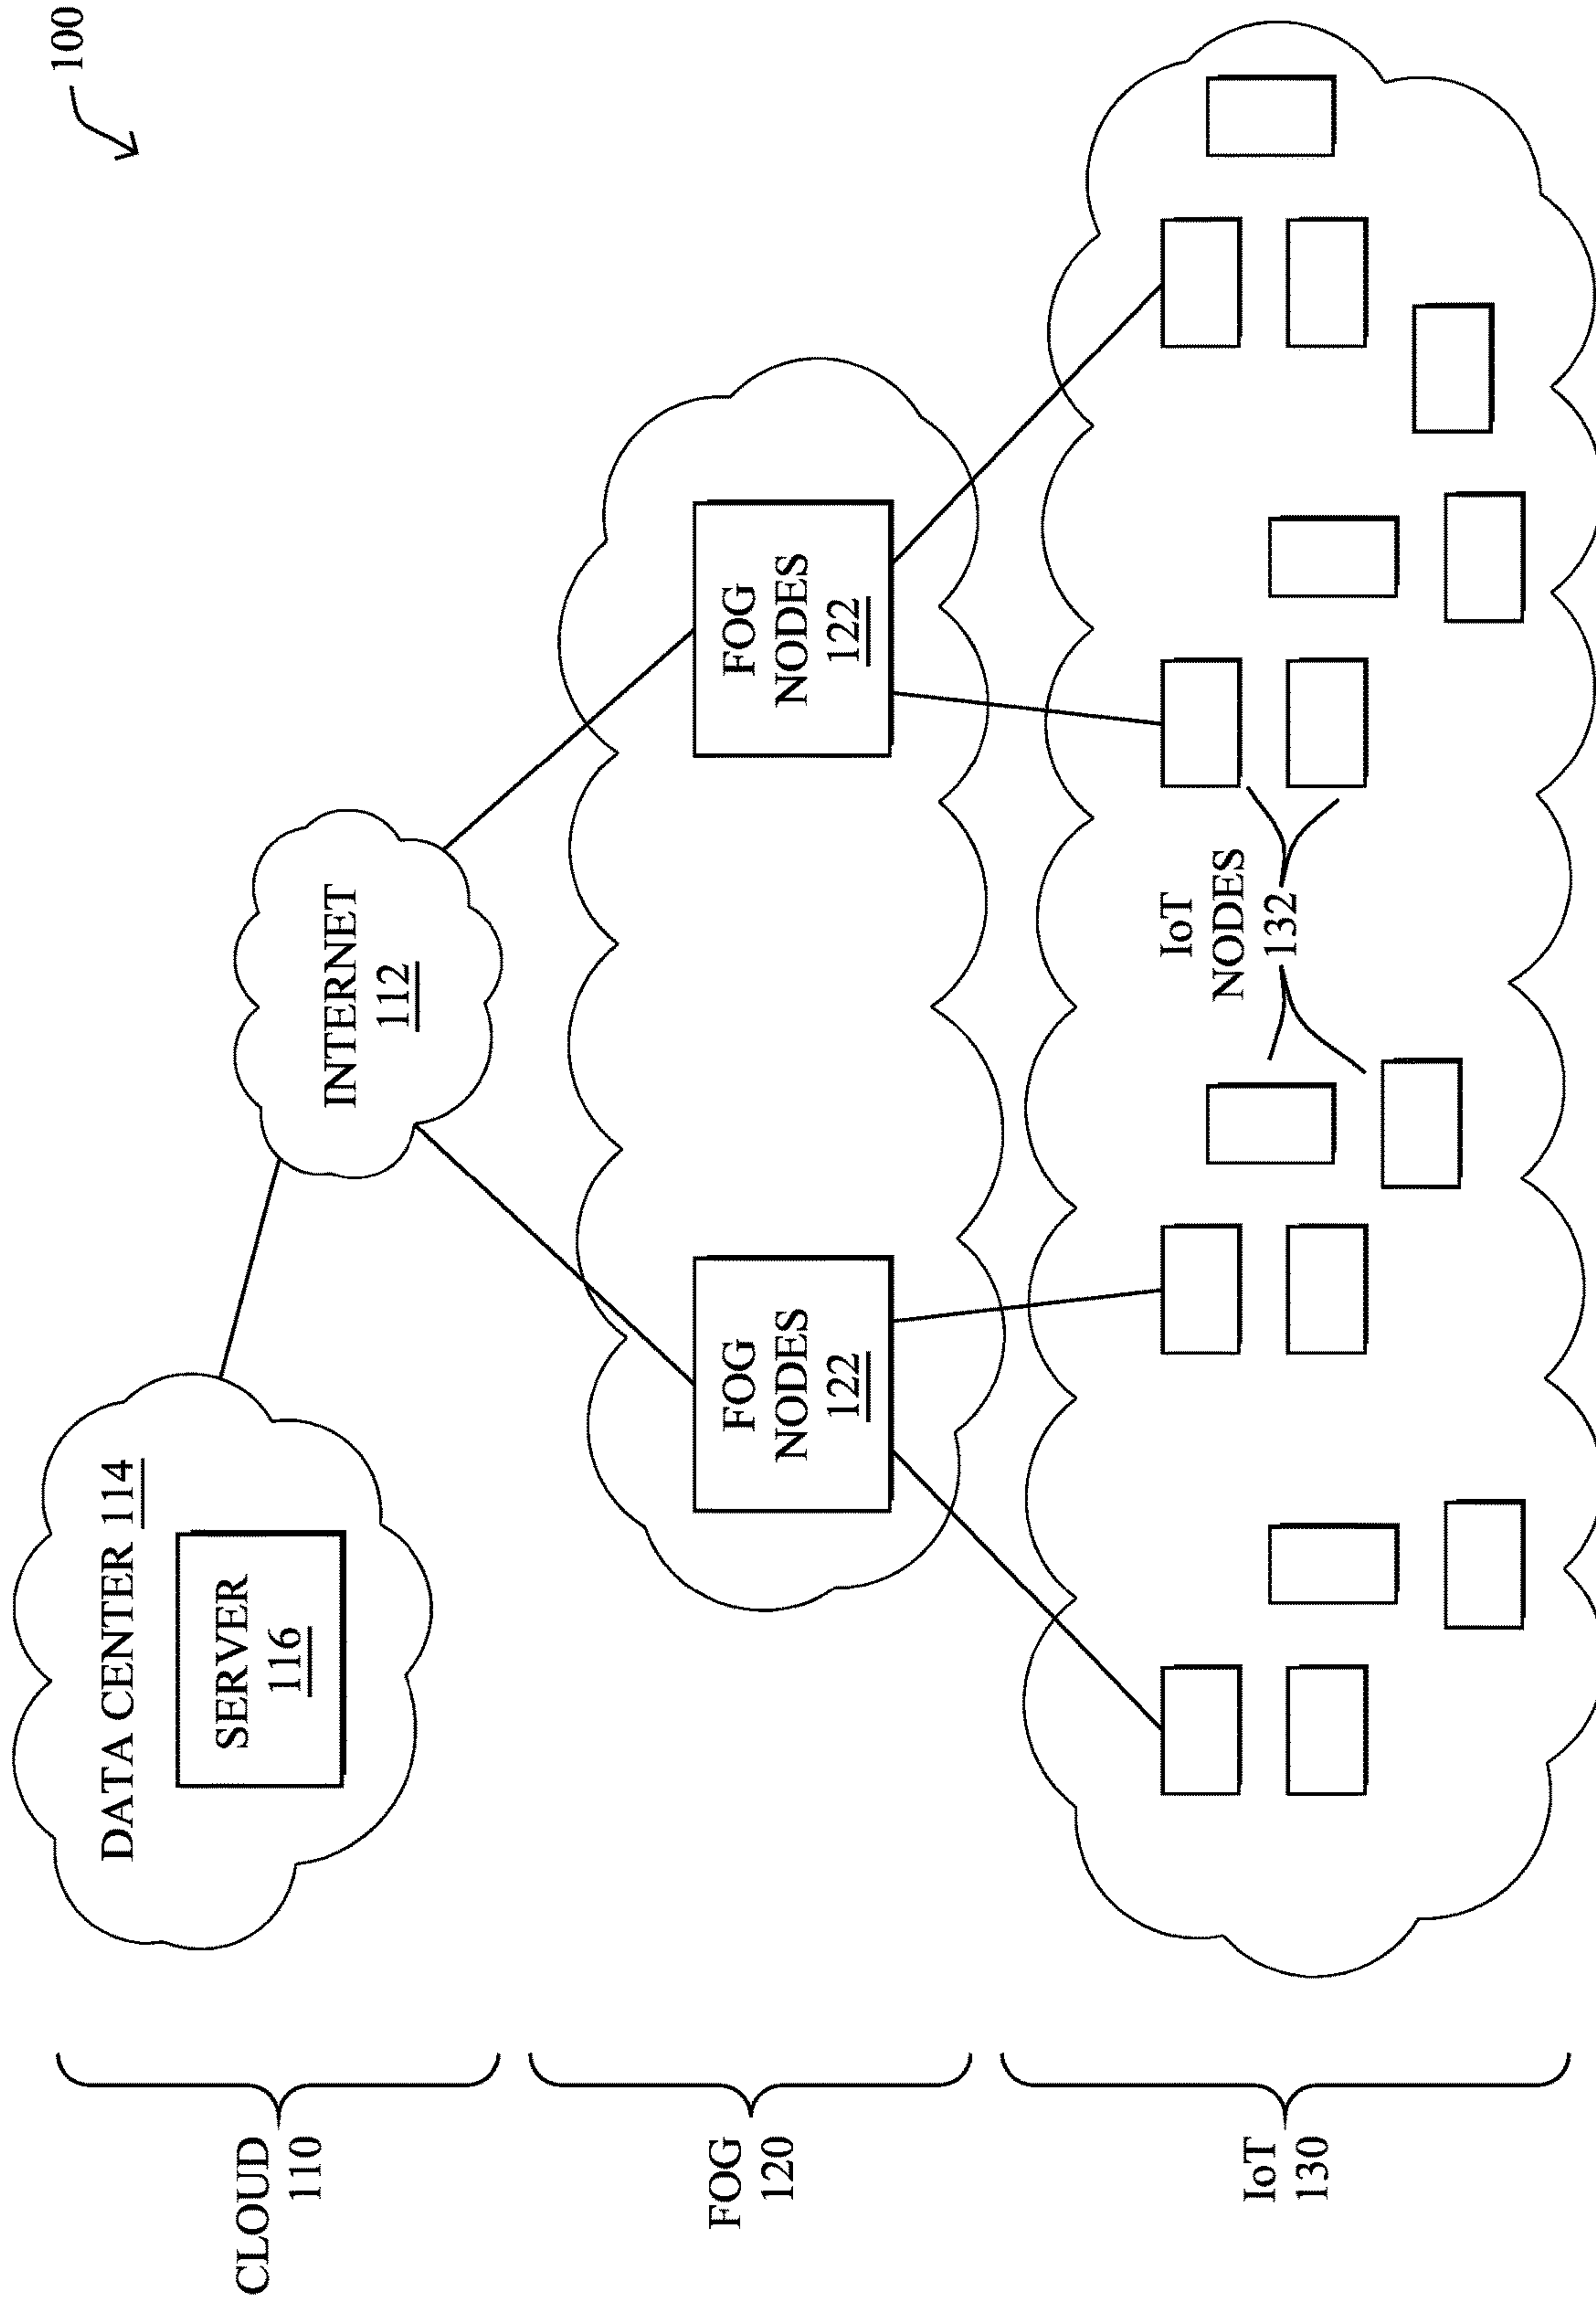 100
CLOUD
110
DATA CENTER 114
SERVER
116
INTERNET
112
FOG
120
FOG
NODES
122
FOG
NODES
122
IoT
130
IoT
NODES
132